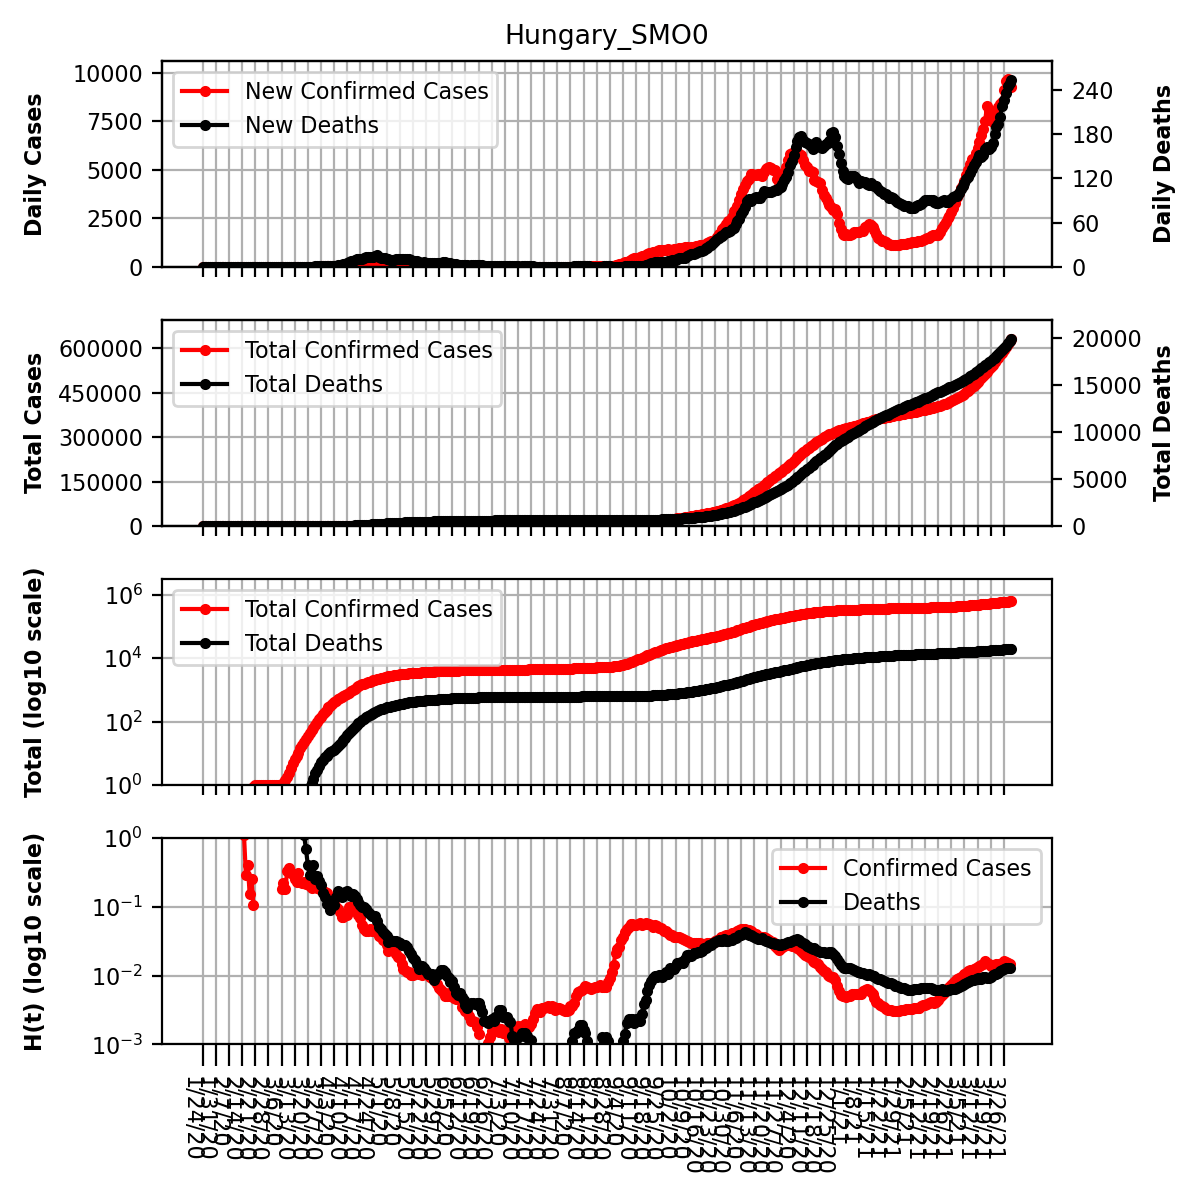 Hungary_SMO0
Daily Cases
10000
7500
5000
2500
0
New Confirmed Cases
New Deaths
240
180
120
60
0
Daily Deaths
Total Cases
600000
450000
300000
150000
0
Total Confirmed Cases
Total Deaths
20000
15000
10000
5000
0
Total Deaths
Total (log10 scale)
10^6
10^4
10^2
10^0
Total Confirmed Cases
Total Deaths
H(t) (log10 scale)
10^0
10^−1
10^−2
10^−3
Confirmed Cases
Deaths
1/24/20
3/26/21